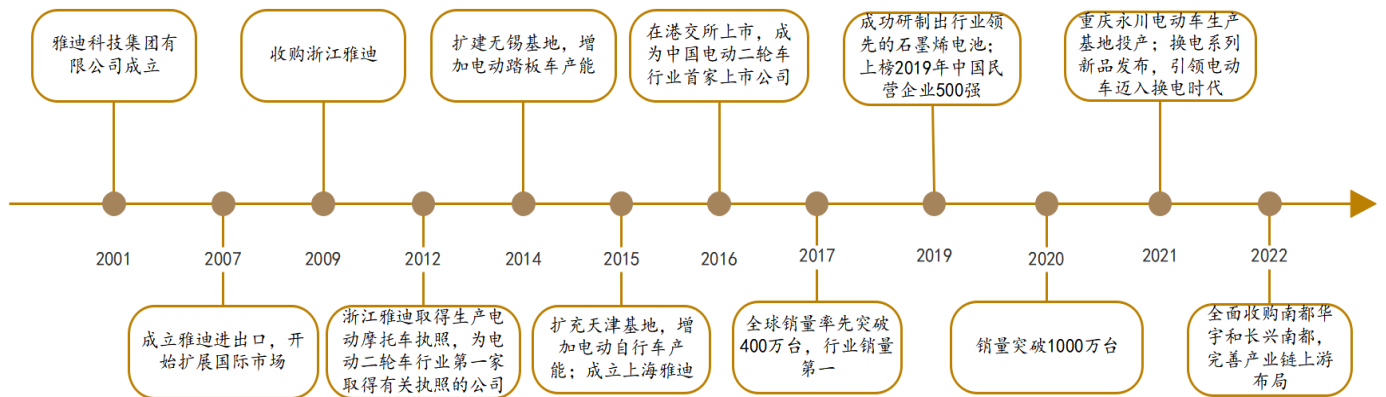 雅迪科技集团有
限公司成立
收购浙江雅迪
扩建无锡基地，增
加电动踏板车产能
在港交所上市，成
为中国电动二轮车
行业首家上市公司
成功研制出行业领
先的石墨烯电池；
上榜2019年中国民
营企业500强
重庆永川电动车生产
基地投产；换电系列
新品发布，引领电动
车迈入换电时代
2001
2007
2009
2012
2014
2015
2016
2017
2019
2020
2021
2022
成立雅迪进出口，开
始扩展国际市场
浙江雅迪取得生产电
动摩托车执照，为电
动二轮车行业第一家
取得有关执照的公司
扩充天津基地，增
加电动自行车产
能；成立上海雅迪
全球销量率先突破
400万台，行业销量
第一
销量突破1000万台
全面收购南都华
宇和长兴南都，
完善产业链上游
布局